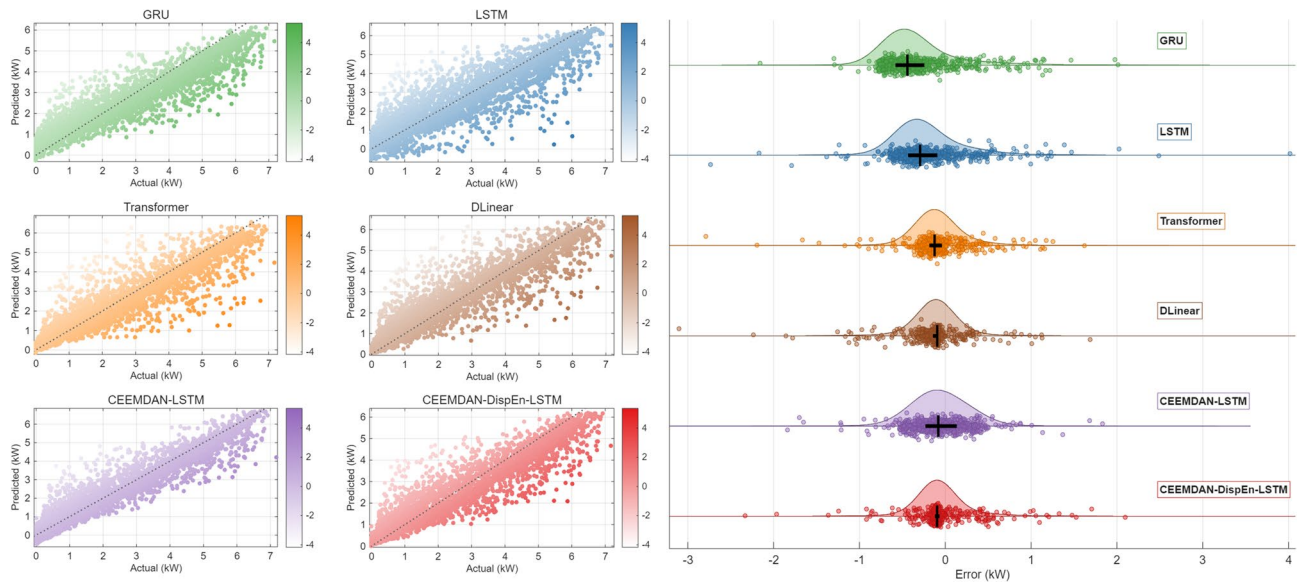 GRU
Predicted (kW)
6
5
4
3
2
1
0
0 1 2 3 4 5 6 7
Actual (kW)
4
2
0
-2
-4
LSTM
Predicted (kW)
6
5
4
3
2
1
0
0 1 2 3 4 5 6 7
Actual (kW)
4
2
0
-2
-4
Transformer
Predicted (kW)
6
5
4
3
2
1
0
0 1 2 3 4 5 6 7
Actual (kW)
4
2
0
-2
-4
DLinear
Predicted (kW)
6
5
4
3
2
1
0
0 1 2 3 4 5 6 7
Actual (kW)
4
2
0
-2
-4
CEEMDAN-LSTM
Predicted (kW)
6
5
4
3
2
1
0
0 1 2 3 4 5 6 7
Actual (kW)
4
2
0
-2
-4
CEEMDAN-DispEn-LSTM
Predicted (kW)
6
5
4
3
2
1
0
0 1 2 3 4 5 6 7
Actual (kW)
4
2
0
-2
-4
GRU
LSTM
Transformer
DLinear
CEEMDAN-LSTM
CEEMDAN-DispEn-LSTM
-3 -2 -1 0 1 2 3 4
Error (kW)